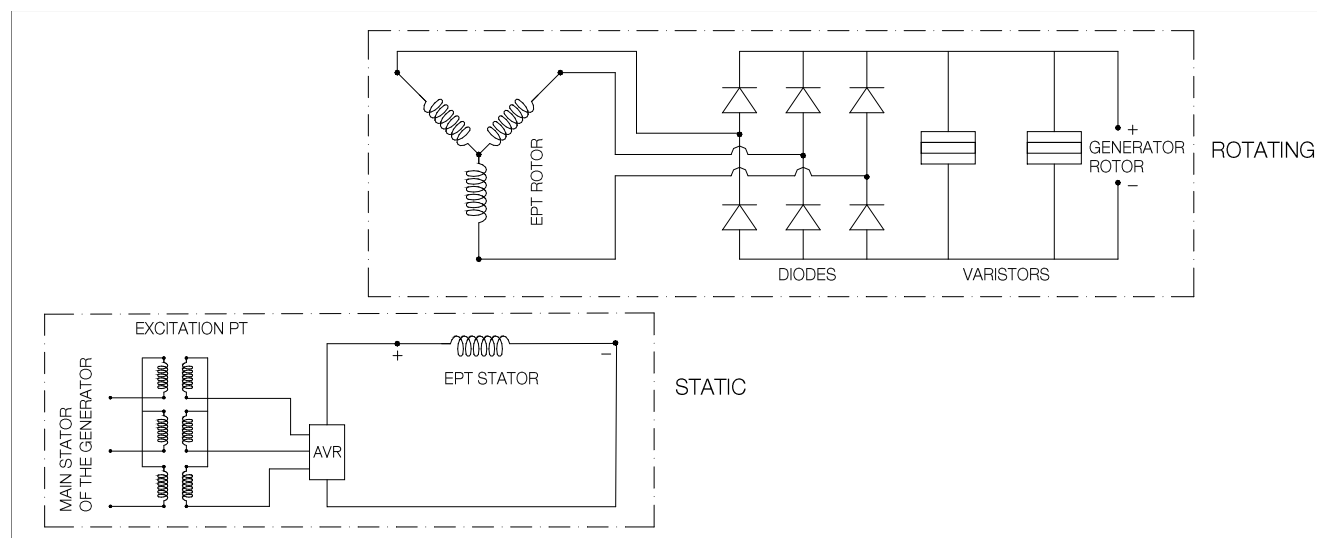 EPT ROTOR
+
GENERATOR
ROTOR
−
ROTATING
DIODES
VARISTORS
EXCITATION PT
MAIN STATOR
OF THE GENERATOR
+
−
EPT STATOR
AVR
STATIC